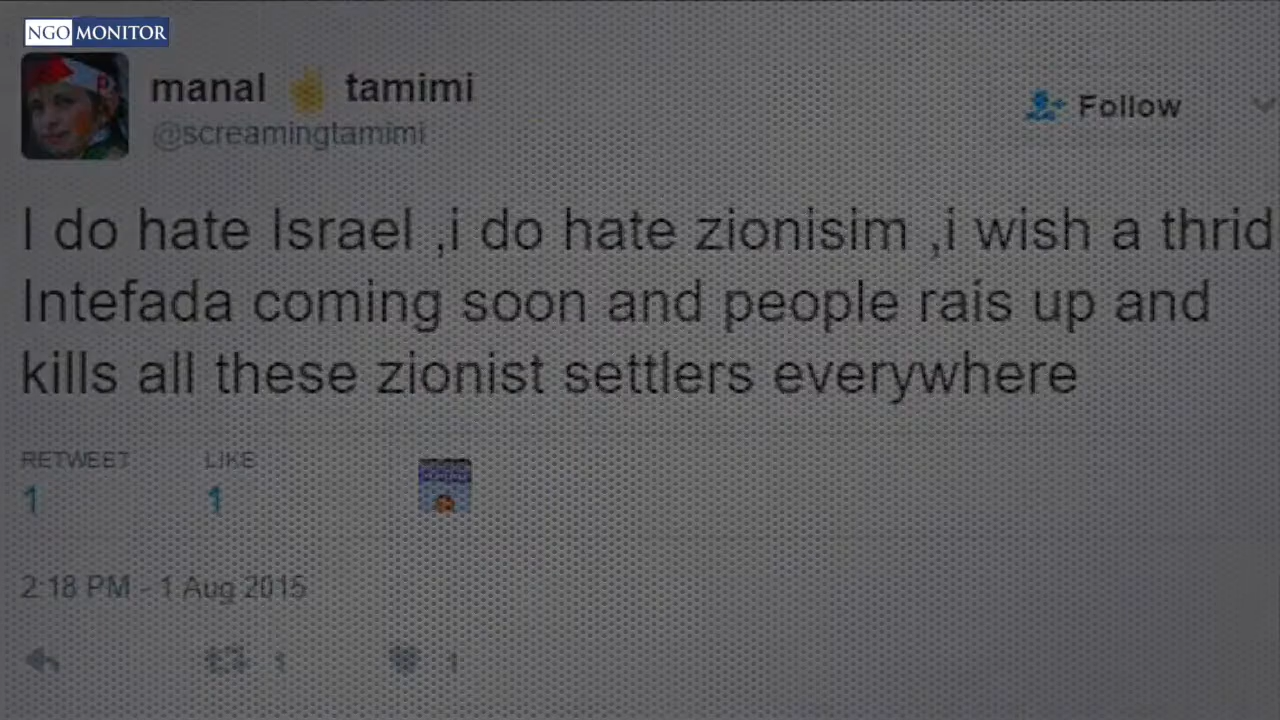 NGO MONITOR
manal ✌ tamimi
@screamingtamimi
Follow
I do hate Israel ,i do hate zionisim ,i wish a thrid
Intefada coming soon and people rais up and
kills all these zionist settlers everywhere
RETWEET LIKE
1 1
2:18 PM - 1 Aug 2015
1 1